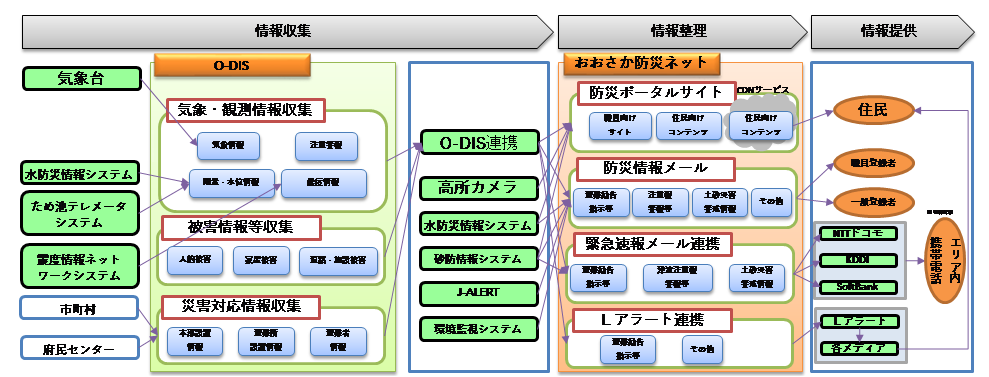 情報収集
情報整理
情報提供
O-DIS
おおさか防災ネット
気象台
水防災情報システム
ため池テレメータ
システム
震度情報ネット
ワークシステム
市町村
府民センター
気象・観測情報収集
気象情報
注意警報
雨量・水位情報
震度情報
被害情報等収集
人的被害
家屋被害
道路・施設被害
災害対応情報収集
本部設置
情報
避難所
設置情報
避難者
情報
O-DIS連携
高所カメラ
水防災情報システム
砂防情報システム
J-ALERT
環境監視システム
防災ポータルサイト
CDNサービス
職員向け
サイト
住民向け
コンテンツ
住民向け
コンテンツ
防災情報メール
避難勧告
指示等
注意報
警報等
土砂災害
警戒情報
その他
緊急速報メール連携
避難勧告
指示等
津波注意報
警報等
土砂災害
警戒情報
Lアラート連携
避難勧告
指示等
その他
住民
職員登録者
一般登録者
NTTドコモ
KDDI
SoftBank
エリア内
携帯電話
Lアラート
各メディア